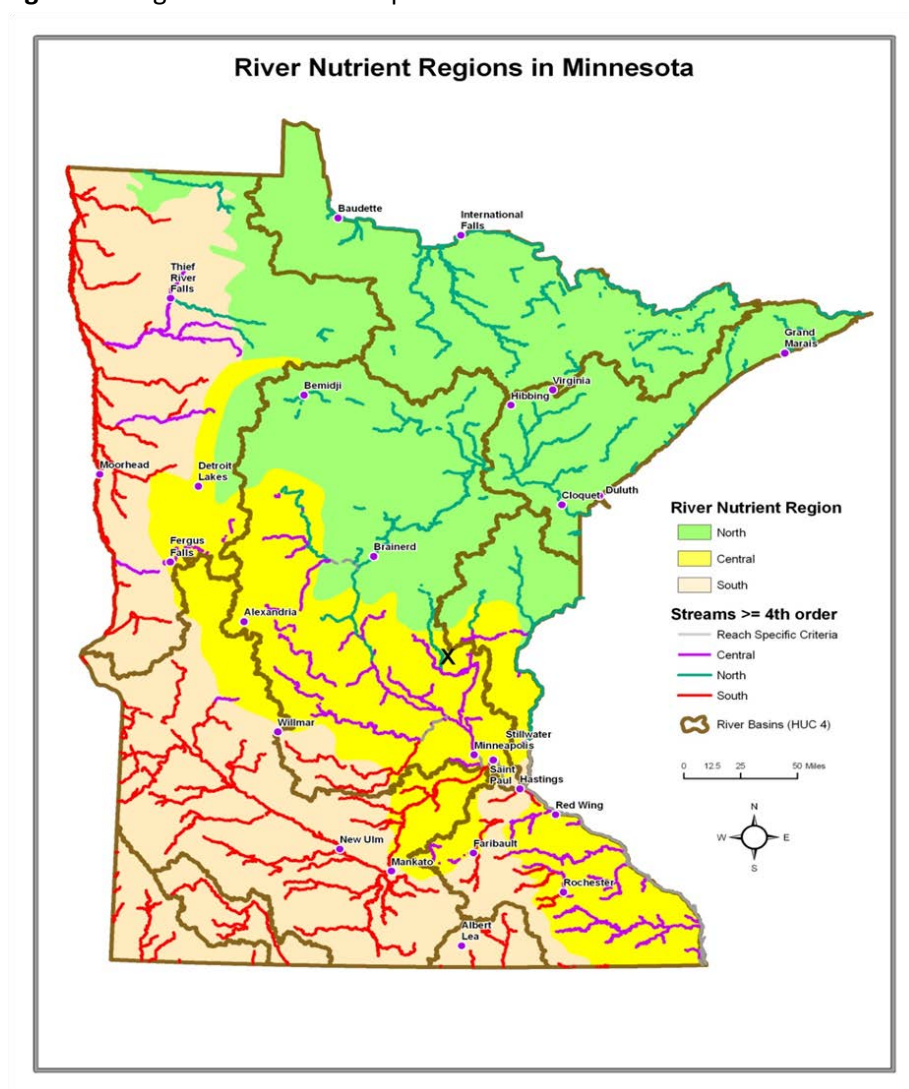 River Nutrient Regions in Minnesota
Baudette
International
Falls
Thief
River
Falls
Grand
Marais
Bemidji
Virginia
Hibbing
Moorhead
Detroit
Lakes
Cloquet
Duluth
River Nutrient Region
North
Central
South
Fergus
Falls
Brainerd
Alexandria
Streams >= 4th order
Reach Specific Criteria
Central
North
South
X
River Basins (HUC 4)
Willmar
Stillwater
Minneapolis
Saint
Paul
Hastings
0 12.5 25 50 Miles
Red Wing
N
W E
S
New Ulm
Faribault
Mankato
Rochester
Albert
Lea